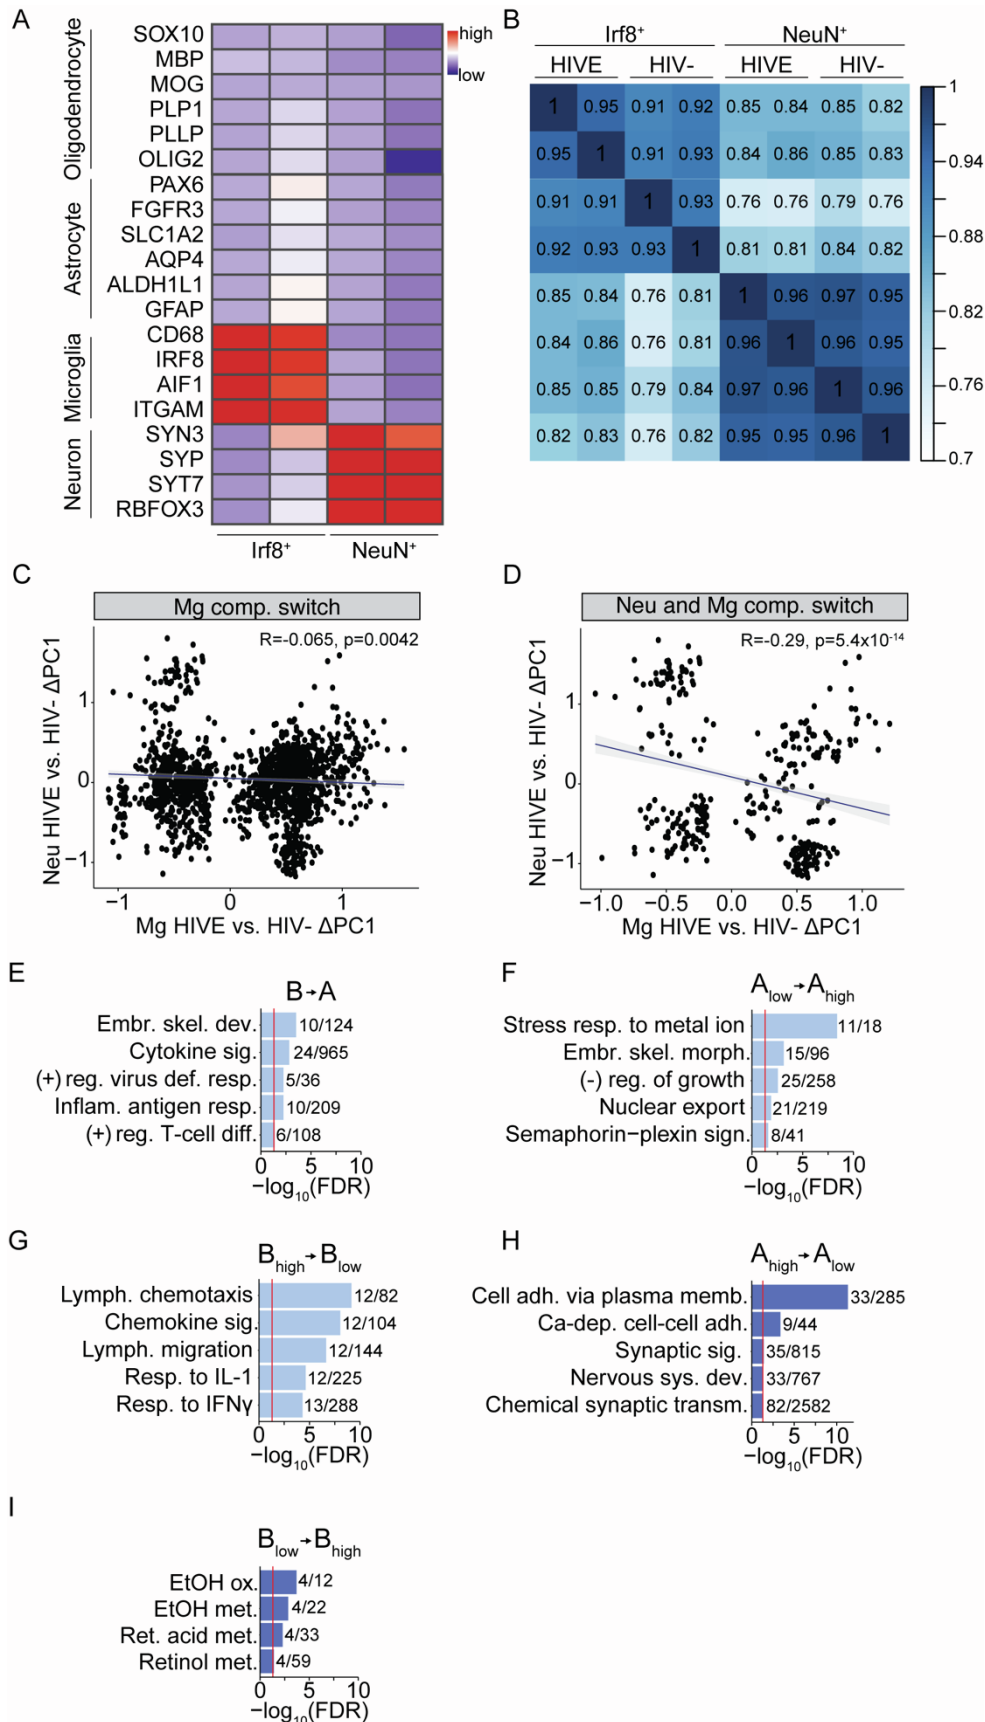 A
Oligodendrocyte
SOX10
MBP
MOG
PLP1
PLLP
OLIG2
Astrocyte
PAX6
FGFR3
SLC1A2
AQP4
ALDH1L1
GFAP
Microglia
CD68
IRF8
AIF1
ITGAM
Neuron
SYN3
SYP
SYT7
RBFOX3
Irf8⁺ NeuN⁺
high
low
B
Irf8⁺ NeuN⁺
HIVE HIV- HIVE HIV-
1 0.95 0.91 0.92 0.85 0.84 0.85 0.82
0.95 1 0.91 0.93 0.84 0.86 0.85 0.83
0.91 0.91 1 0.93 0.76 0.76 0.79 0.76
0.92 0.93 0.93 1 0.81 0.81 0.84 0.82
0.85 0.84 0.76 0.81 1 0.96 0.97 0.95
0.84 0.86 0.76 0.81 0.96 1 0.96 0.95
0.85 0.85 0.79 0.84 0.97 0.96 1 0.96
0.82 0.83 0.76 0.82 0.95 0.95 0.96 1
1
0.94
0.88
0.82
0.76
0.7
C
Mg comp. switch
R=-0.065, p=0.0042
Neu HIVE vs. HIV- ΔPC1
1
0
−1
−1 0 1
Mg HIVE vs. HIV- ΔPC1
D
Neu and Mg comp. switch
R=-0.29, p=5.4x10⁻¹⁴
Neu HIVE vs. HIV- ΔPC1
1
0
−1
−1.0 −0.5 0.0 0.5 1.0
Mg HIVE vs. HIV- ΔPC1
E
B→A
Embr. skel. dev. 10/124
Cytokine sig. 24/965
(+) reg. virus def. resp. 5/36
Inflam. antigen resp. 10/209
(+) reg. T-cell diff. 6/108
0 5 10
−log₁₀(FDR)
F
A_low→A_high
Stress resp. to metal ion 11/18
Embr. skel. morph. 15/96
(-) reg. of growth 25/258
Nuclear export 21/219
Semaphorin−plexin sign. 8/41
0 5 10
−log₁₀(FDR)
G
B_high→B_low
Lymph. chemotaxis 12/82
Chemokine sig. 12/104
Lymph. migration 12/144
Resp. to IL-1 12/225
Resp. to IFNγ 13/288
0 5 10
−log₁₀(FDR)
H
A_high→A_low
Cell adh. via plasma memb. 33/285
Ca-dep. cell-cell adh. 9/44
Synaptic sig. 35/815
Nervous sys. dev. 33/767
Chemical synaptic transm. 82/2582
0 5 10
−log₁₀(FDR)
I
B_low→B_high
EtOH ox. 4/12
EtOH met. 4/22
Ret. acid met. 4/33
Retinol met. 4/59
0 5 10
−log₁₀(FDR)